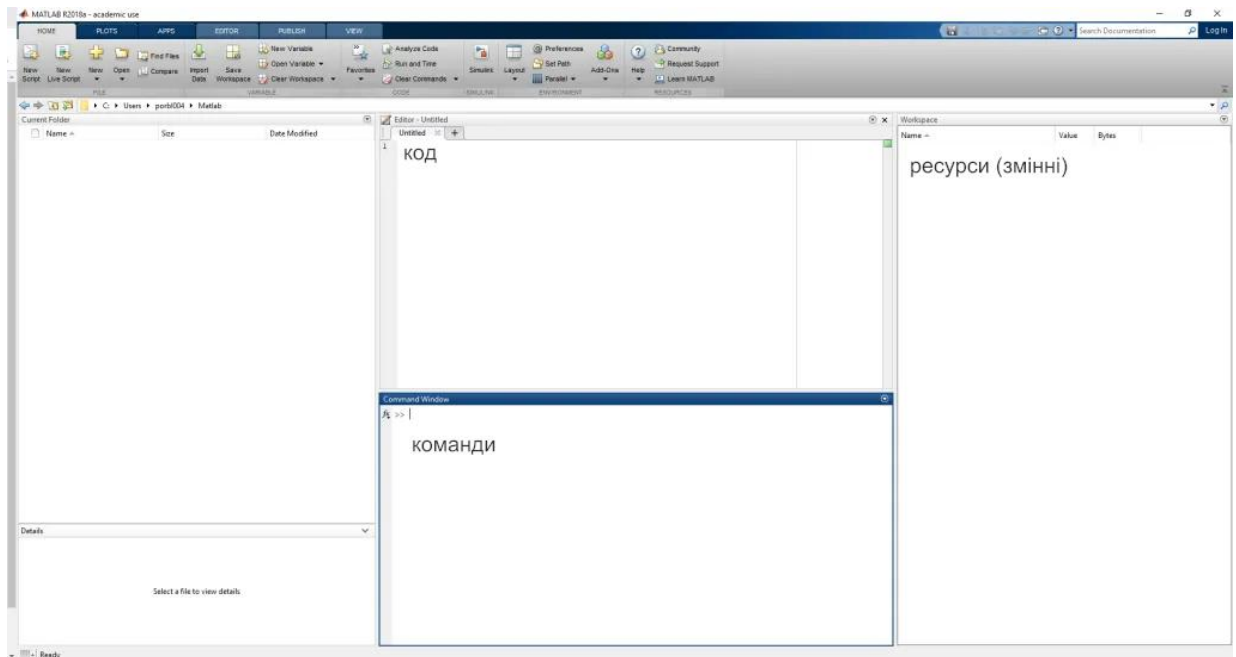 MATLAB R2018a - academic use
HOME PLOTS APPS EDITOR PUBLISH VIEW
Search Documentation Log In
New Script
New Live Script
New
Open
Find Files
Compare
Import Data
Save Workspace
New Variable
Open Variable
Clear Workspace
Favorites
Analyze Code
Run and Time
Clear Commands
Simulink
Layout
Preferences
Set Path
Parallel
Add-Ons
Help
Community
Request Support
Learn MATLAB
FILE VARIABLE CODE SIMULINK ENVIRONMENT RESOURCES
C: Users porbl004 Matlab
Current Folder
Name Size Date Modified
Editor - Untitled
Untitled +
1
код
Workspace
Name Value Bytes
ресурси (змінні)
Command Window
fx >>
команди
Details
Select a file to view details
Ready